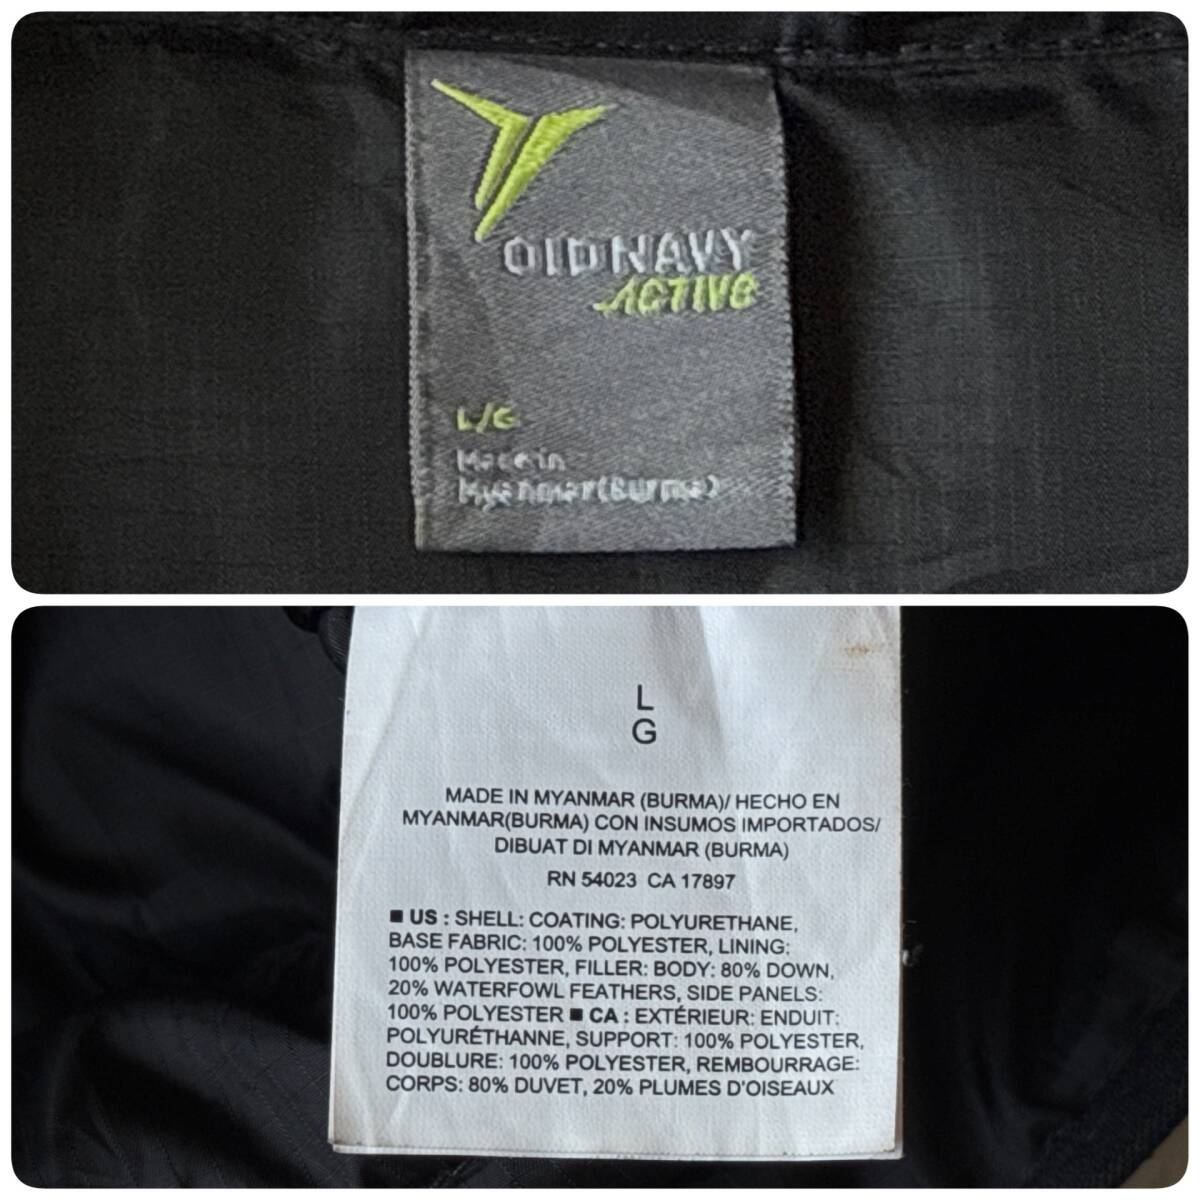 OLD NAVY
ACTIVE
L/G
Made in
Myanmar (Burma)
L
G
MADE IN MYANMAR (BURMA)/ HECHO EN
MYANMAR(BURMA) CON INSUMOS IMPORTADOS/
DIBUAT DI MYANMAR (BURMA)
RN 54023 CA 17897
■ US : SHELL: COATING: POLYURETHANE,
BASE FABRIC: 100% POLYESTER, LINING:
100% POLYESTER, FILLER: BODY: 80% DOWN,
20% WATERFOWL FEATHERS, SIDE PANELS:
100% POLYESTER ■ CA : EXTÉRIEUR: ENDUIT:
POLYURÉTHANNE, SUPPORT: 100% POLYESTER,
DOUBLURE: 100% POLYESTER, REMBOURRAGE:
CORPS: 80% DUVET, 20% PLUMES D'OISEAUX